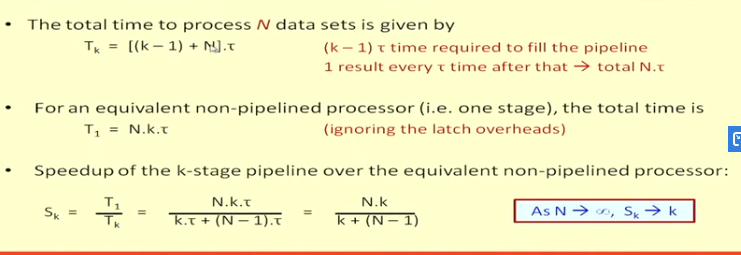 • The total time to process N data sets is given by
Tk = [(k – 1) + N].τ (k – 1) τ time required to fill the pipeline
1 result every τ time after that → total N.τ
• For an equivalent non-pipelined processor (i.e. one stage), the total time is
T1 = N.k.τ (ignoring the latch overheads)
• Speedup of the k-stage pipeline over the equivalent non-pipelined processor:
Sk = T1 / Tk = N.k.τ / k.τ + (N – 1).τ = N.k / k + (N – 1) As N → ∞, Sk → k